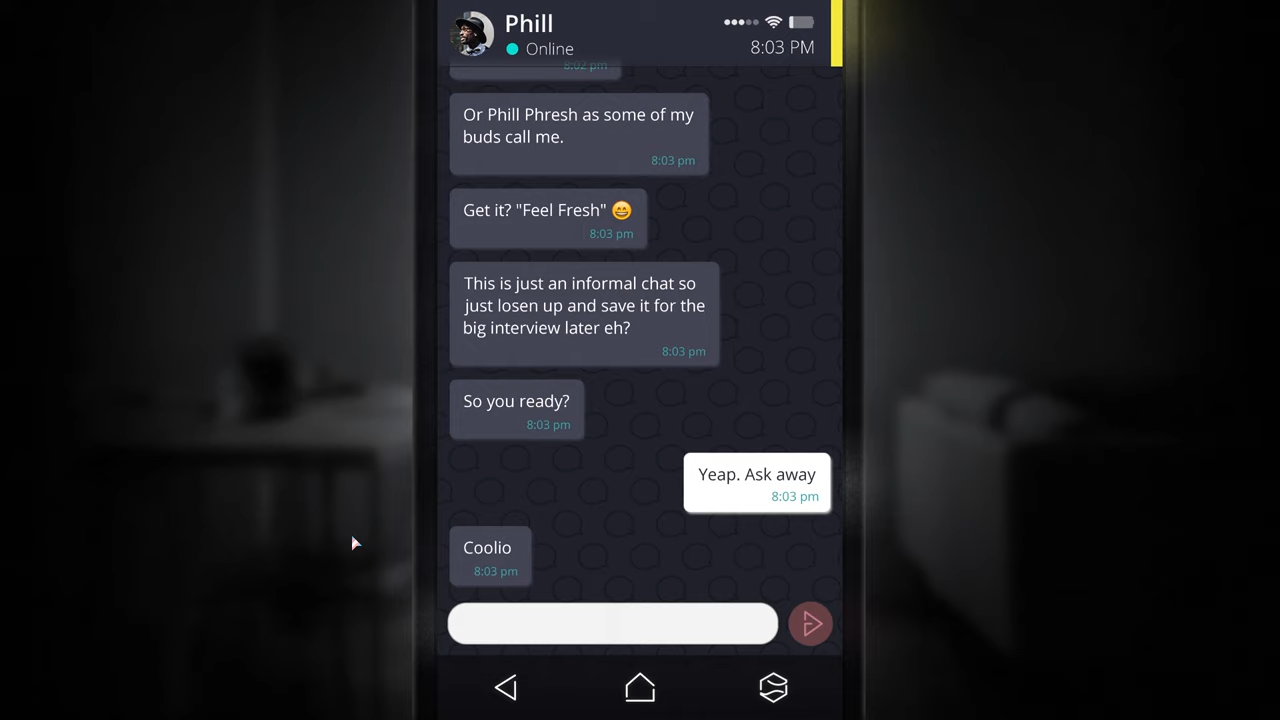 Phill
Online
8:03 PM
8:02 pm
Or Phill Phresh as some of my
buds call me.
8:03 pm
Get it? "Feel Fresh" 😄
8:03 pm
This is just an informal chat so
just losen up and save it for the
big interview later eh?
8:03 pm
So you ready?
8:03 pm
Yeap. Ask away
8:03 pm
Coolio
8:03 pm